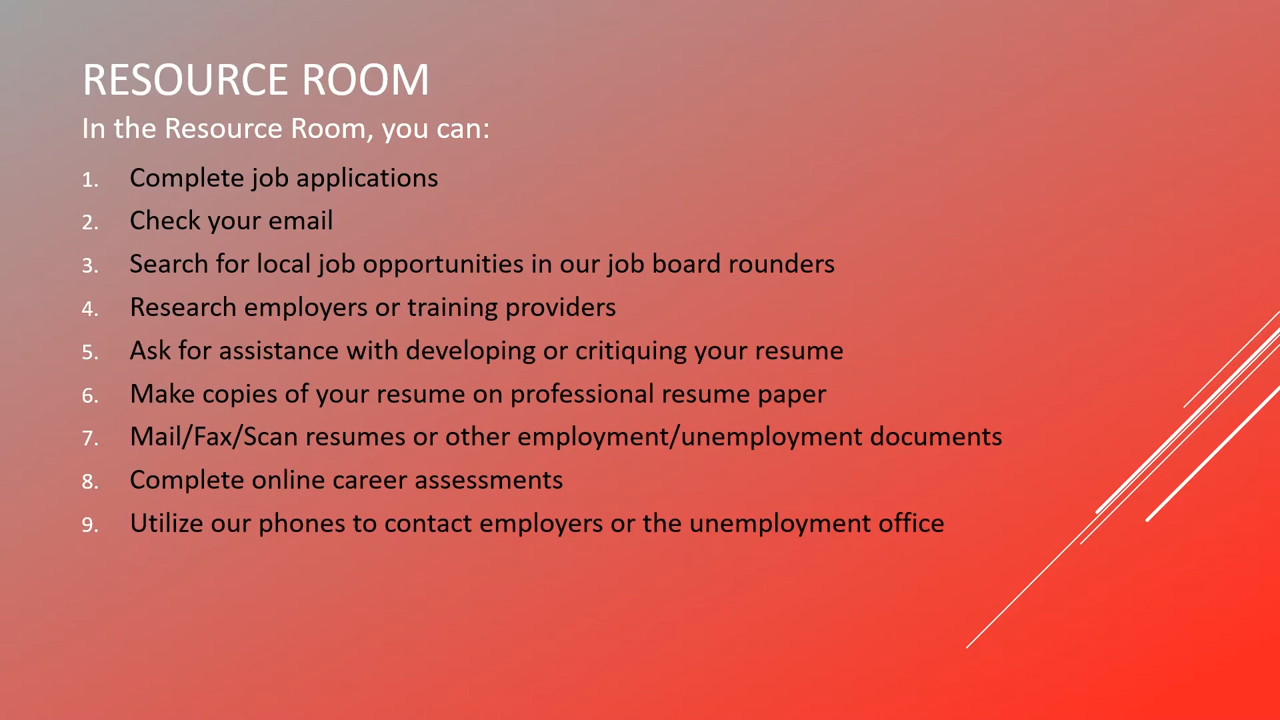 RESOURCE ROOM
In the Resource Room, you can:
1. Complete job applications
2. Check your email
3. Search for local job opportunities in our job board rounders
4. Research employers or training providers
5. Ask for assistance with developing or critiquing your resume
6. Make copies of your resume on professional resume paper
7. Mail/Fax/Scan resumes or other employment/unemployment documents
8. Complete online career assessments
9. Utilize our phones to contact employers or the unemployment office